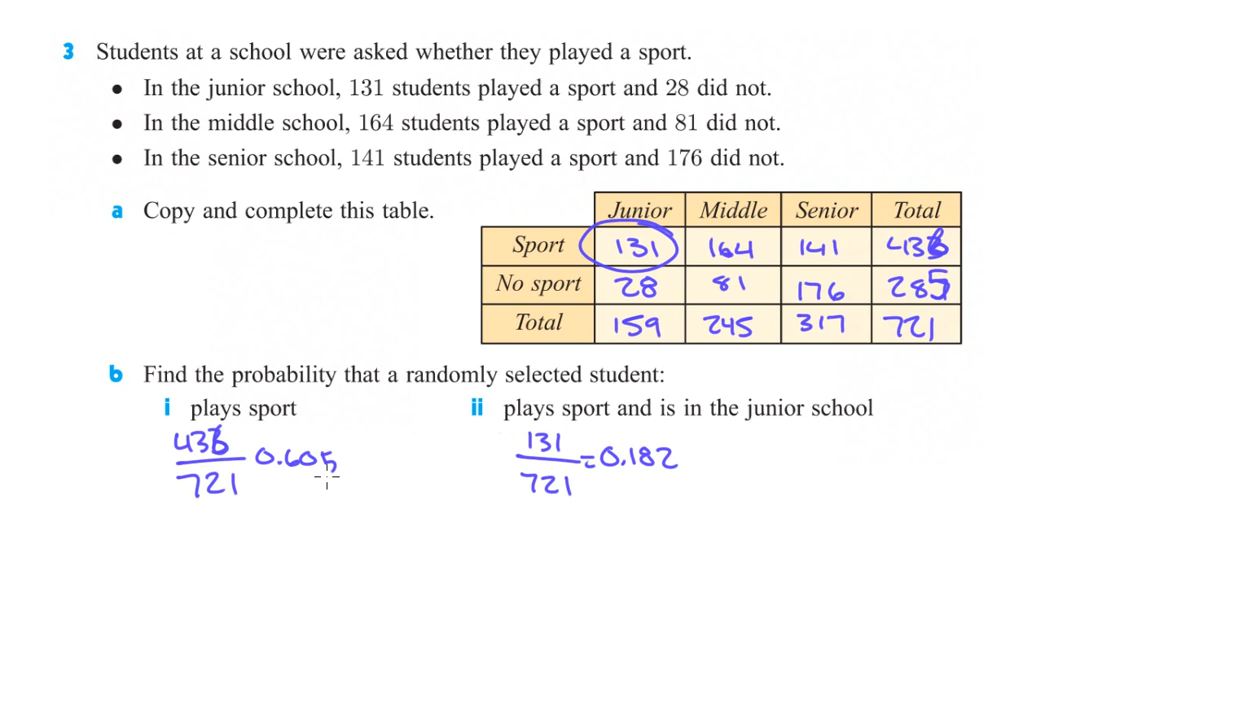 3 Students at a school were asked whether they played a sport.
• In the junior school, 131 students played a sport and 28 did not.
• In the middle school, 164 students played a sport and 81 did not.
• In the senior school, 141 students played a sport and 176 did not.
a Copy and complete this table.
Junior Middle Senior Total
Sport 131 164 141 436
No sport 28 81 176 285
Total 159 245 317 721
b Find the probability that a randomly selected student:
i plays sport ii plays sport and is in the junior school
436/721 0.605 131/721 = 0.182